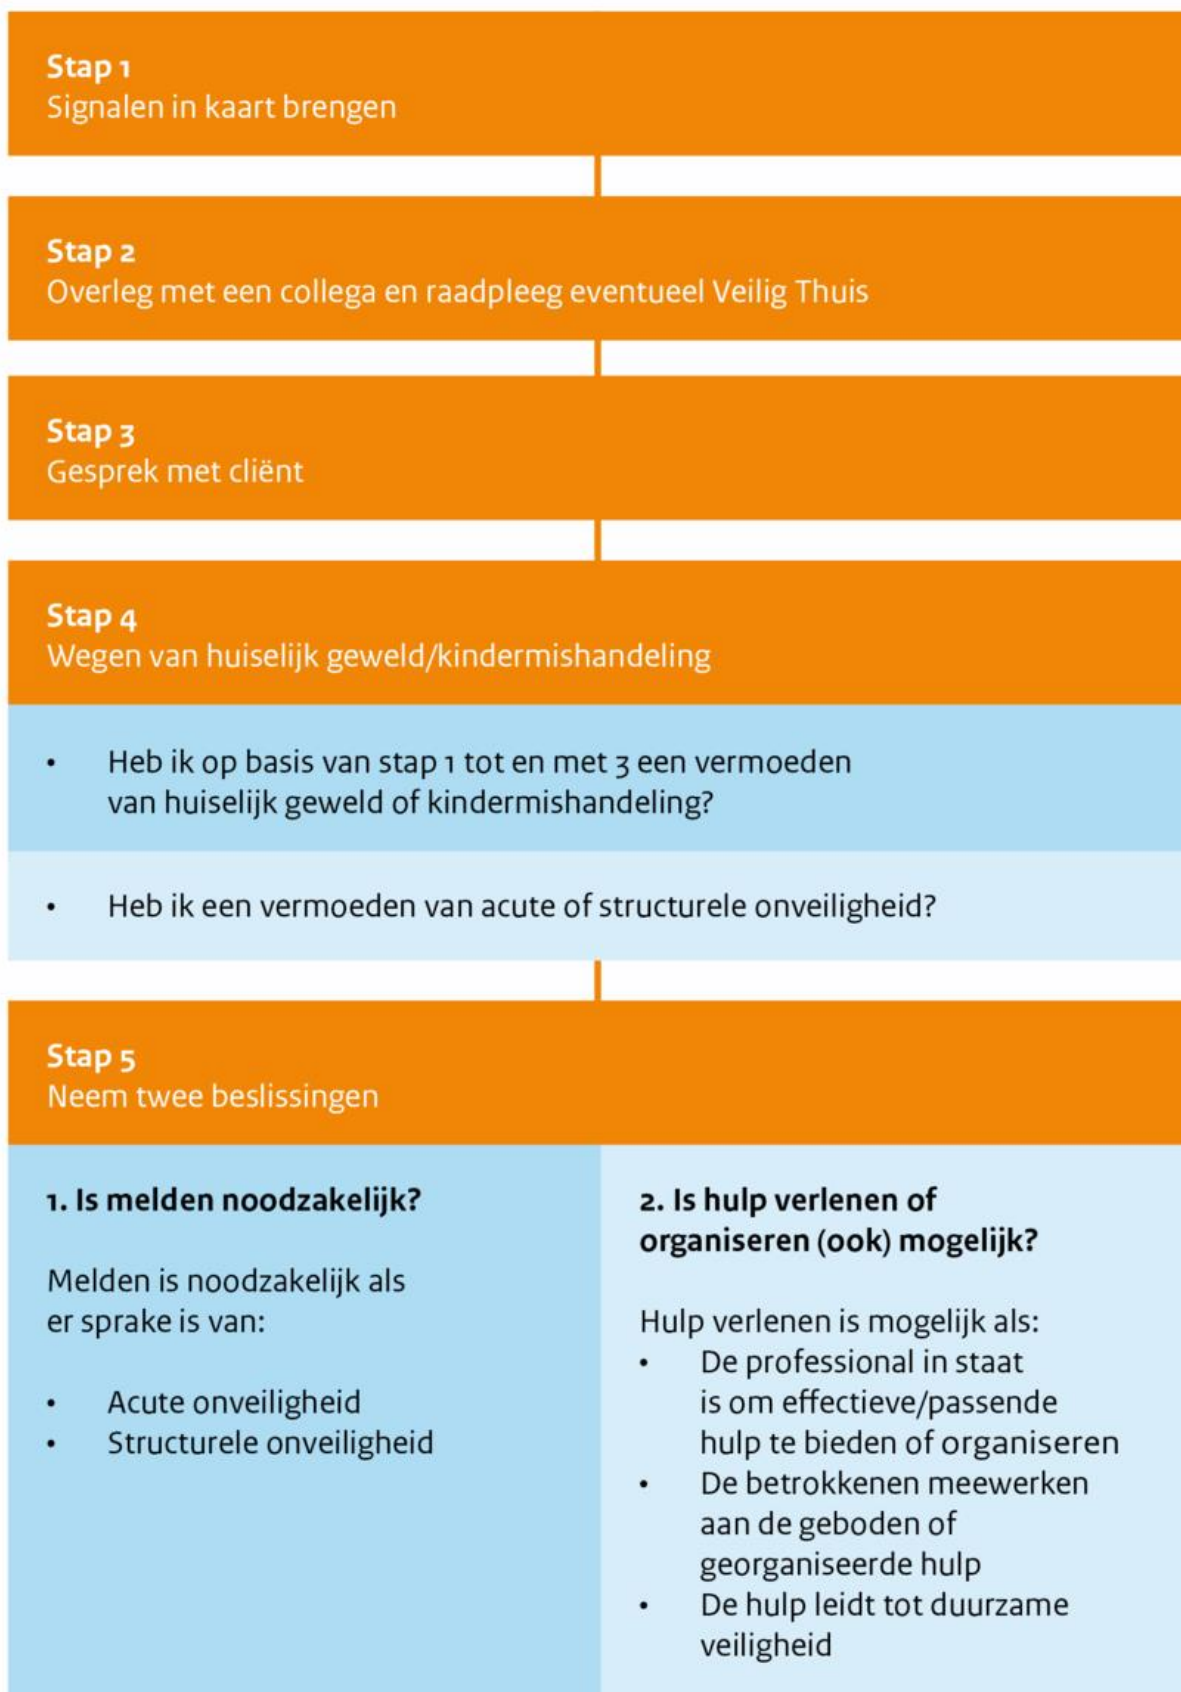 Stap 1
Signalen in kaart brengen
Stap 2
Overleg met een collega en raadpleeg eventueel Veilig Thuis
Stap 3
Gesprek met cliënt
Stap 4
Wegen van huiselijk geweld/kindermishandeling
• Heb ik op basis van stap 1 tot en met 3 een vermoeden
van huiselijk geweld of kindermishandeling?
• Heb ik een vermoeden van acute of structurele onveiligheid?
Stap 5
Neem twee beslissingen
1. Is melden noodzakelijk?
Melden is noodzakelijk als
er sprake is van:
• Acute onveiligheid
• Structurele onveiligheid
2. Is hulp verlenen of
organiseren (ook) mogelijk?
Hulp verlenen is mogelijk als:
• De professional in staat
is om effectieve/passende
hulp te bieden of organiseren
• De betrokkenen meewerken
aan de geboden of
georganiseerde hulp
• De hulp leidt tot duurzame
veiligheid